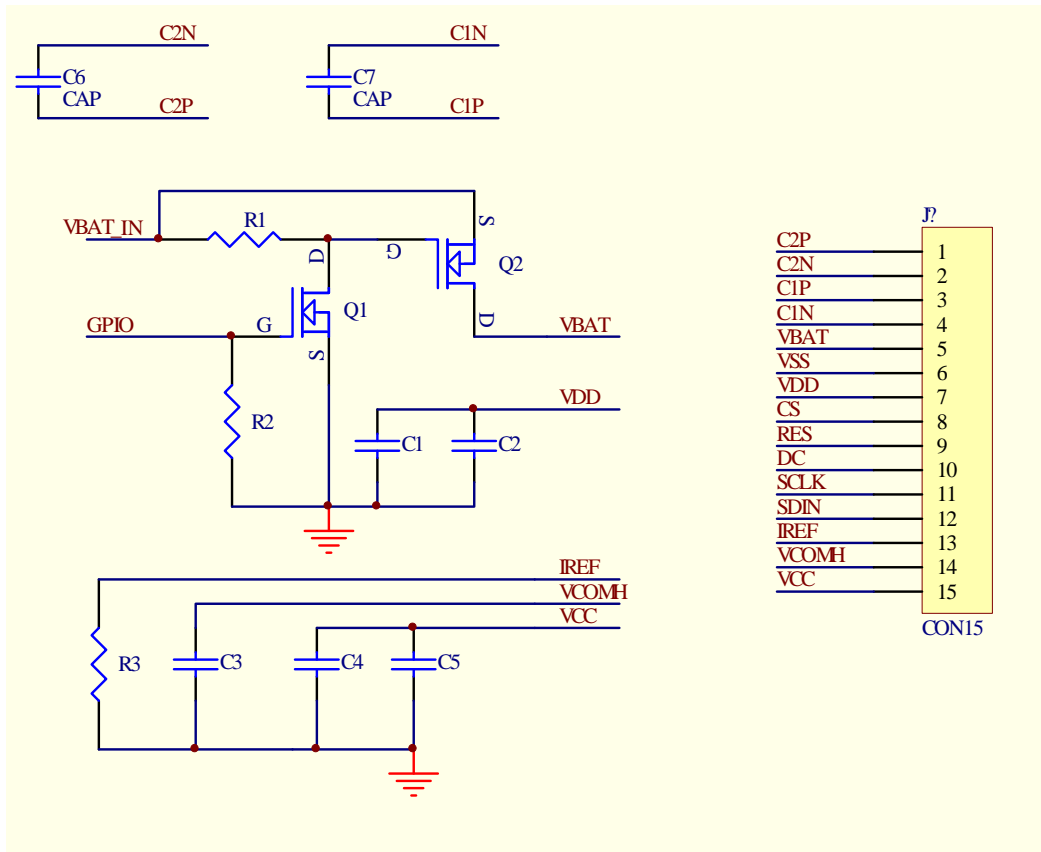 C2N
C6
CAP
C2P
C1N
C7
CAP
C1P
VBAT_IN
R1
D
G
S
Q2
D
VBAT
GPIO
G
Q1
S
R2
VDD
C1
C2
IREF
VCOMH
VCC
R3
C3
C4
C5
J?
C2P 1
C2N 2
C1P 3
C1N 4
VBAT 5
VSS 6
VDD 7
CS 8
RES 9
DC 10
SCLK 11
SDIN 12
IREF 13
VCOMH 14
VCC 15
CON15